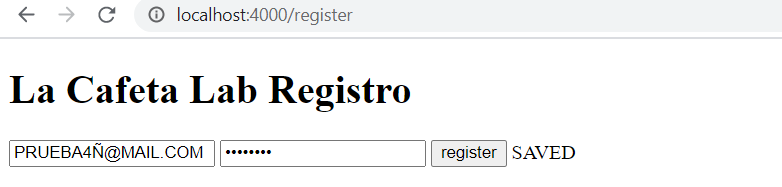 localhost:4000/register
La Cafeta Lab Registro
PRUEBA4Ñ@MAIL.COM •••••••• register SAVED